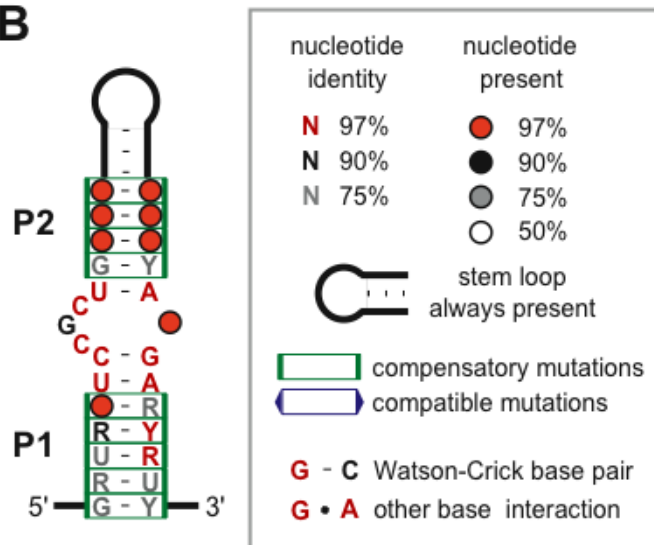 B
P2
G - Y
U - A
C
G
C
C - G
U - A
- R
P1
R - Y
U - R
R - U
5' G - Y 3'
nucleotide identity
N 97%
N 90%
N 75%
nucleotide present
97%
90%
75%
50%
stem loop
always present
compensatory mutations
compatible mutations
G - C Watson-Crick base pair
G • A other base interaction